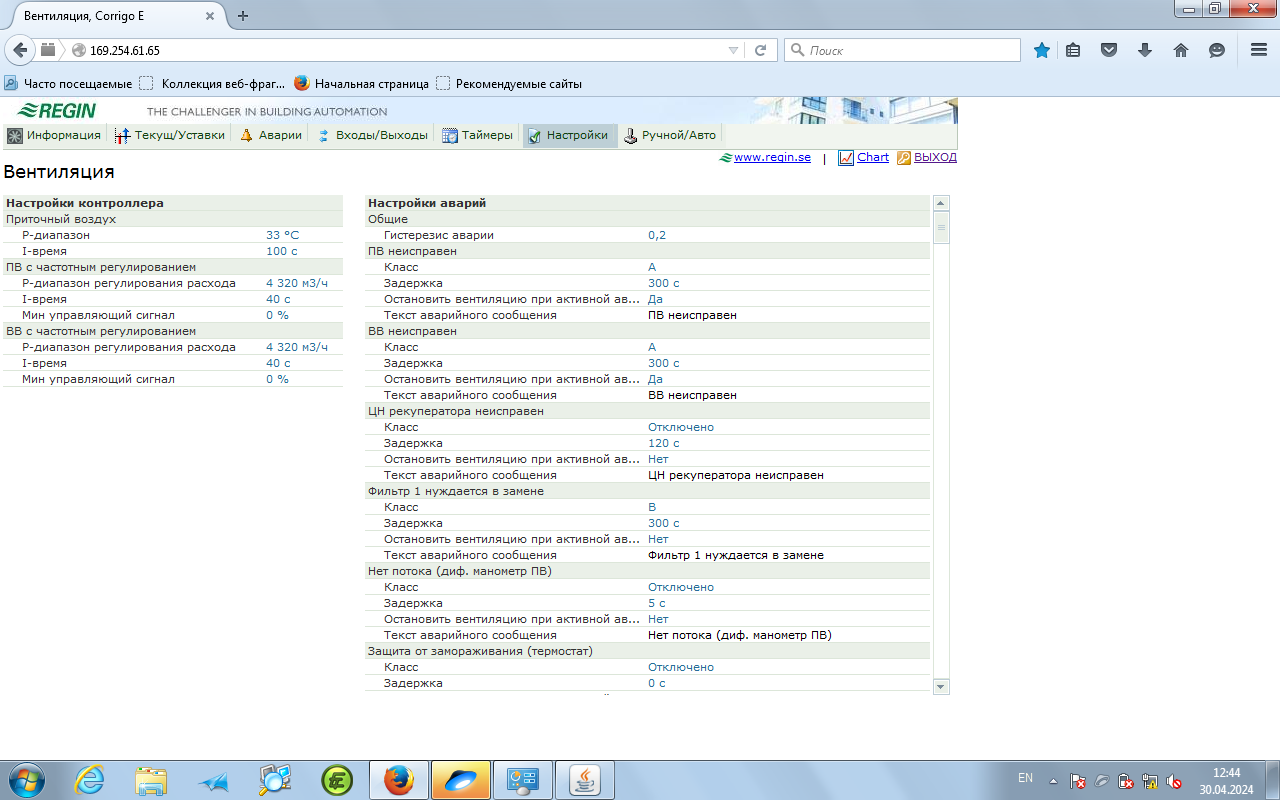 Вентиляция, Corrigo E
169.254.61.65
Поиск
Часто посещаемые
Коллекция веб-фраг...
Начальная страница
Рекомендуемые сайты
REGIN
THE CHALLENGER IN BUILDING AUTOMATION
Информация
Текущ/Уставки
Аварии
Входы/Выходы
Таймеры
Настройки
Ручной/Авто
www.regin.se | Chart ВЫХОД
Вентиляция
Настройки контроллера
Приточный воздух
P-диапазон 33 °C
I-время 100 с
ПВ с частотным регулированием
P-диапазон регулирования расхода 4 320 м3/ч
I-время 40 с
Мин управляющий сигнал 0 %
ВВ с частотным регулированием
P-диапазон регулирования расхода 4 320 м3/ч
I-время 40 с
Мин управляющий сигнал 0 %
Настройки аварий
Общие
Гистерезис аварии 0,2
ПВ неисправен
Класс A
Задержка 300 с
Остановить вентиляцию при активной ав... Да
Текст аварийного сообщения ПВ неисправен
ВВ неисправен
Класс A
Задержка 300 с
Остановить вентиляцию при активной ав... Да
Текст аварийного сообщения ВВ неисправен
ЦН рекуператора неисправен
Класс Отключено
Задержка 120 с
Остановить вентиляцию при активной ав... Нет
Текст аварийного сообщения ЦН рекуператора неисправен
Фильтр 1 нуждается в замене
Класс B
Задержка 300 с
Остановить вентиляцию при активной ав... Нет
Текст аварийного сообщения Фильтр 1 нуждается в замене
Нет потока (диф. манометр ПВ)
Класс Отключено
Задержка 5 с
Остановить вентиляцию при активной ав... Нет
Текст аварийного сообщения Нет потока (диф. манометр ПВ)
Защита от замораживания (термостат)
Класс Отключено
Задержка 0 с
EN
12:44
30.04.2024